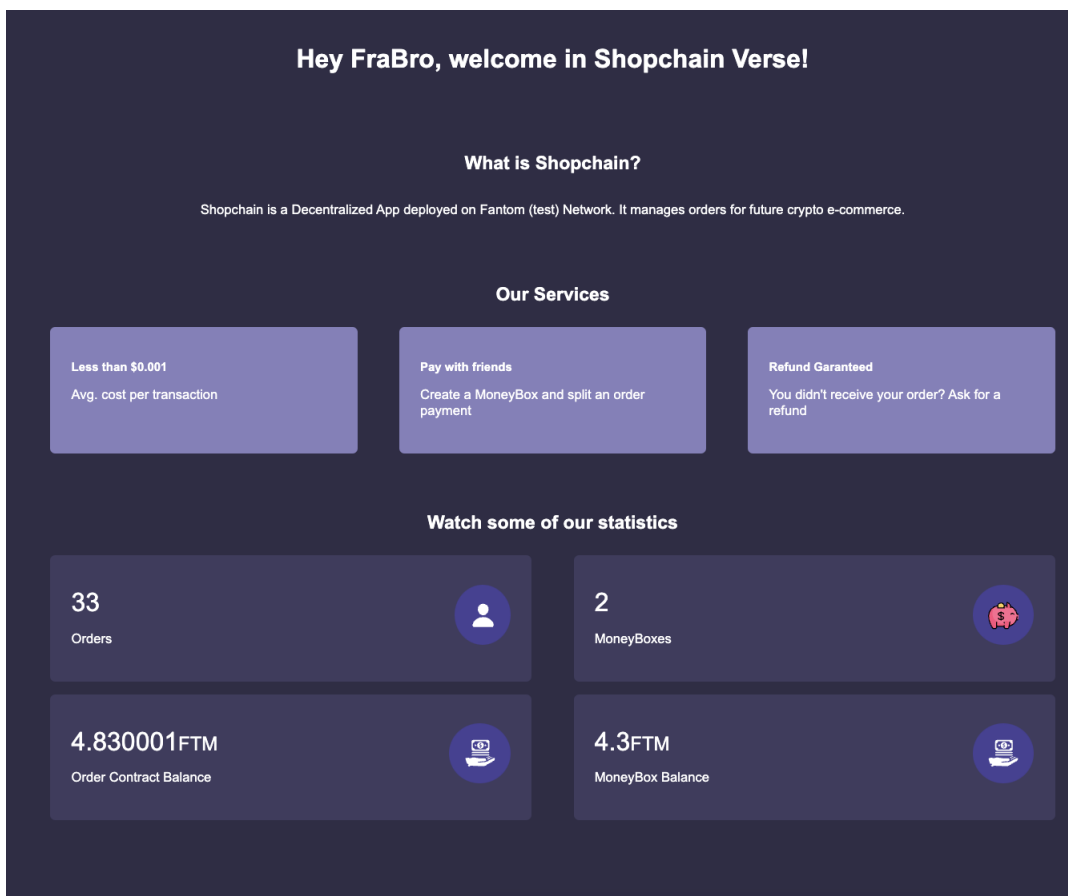 Hey FraBro, welcome in Shopchain Verse!
What is Shopchain?
Shopchain is a Decentralized App deployed on Fantom (test) Network. It manages orders for future crypto e-commerce.
Our Services
Less than $0.001
Avg. cost per transaction
Pay with friends
Create a MoneyBox and split an order
payment
Refund Garanteed
You didn't receive your order? Ask for a
refund
Watch some of our statistics
33
Orders
2
MoneyBoxes
$
4.830001FTM
Order Contract Balance
4.3FTM
MoneyBox Balance